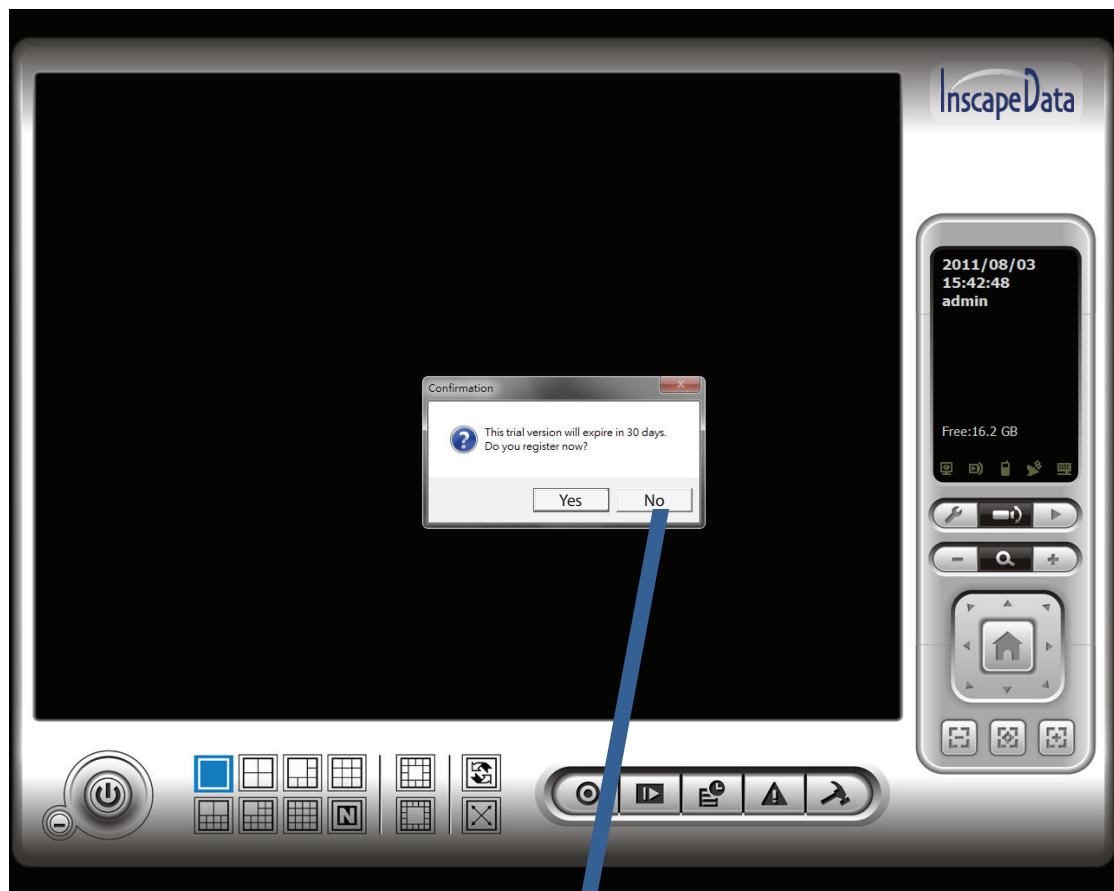 InscapeData
2011/08/03
15:42:48
admin
Confirmation
This trial version will expire in 30 days.
Do you register now?
Yes No
Free:16.2 GB
N